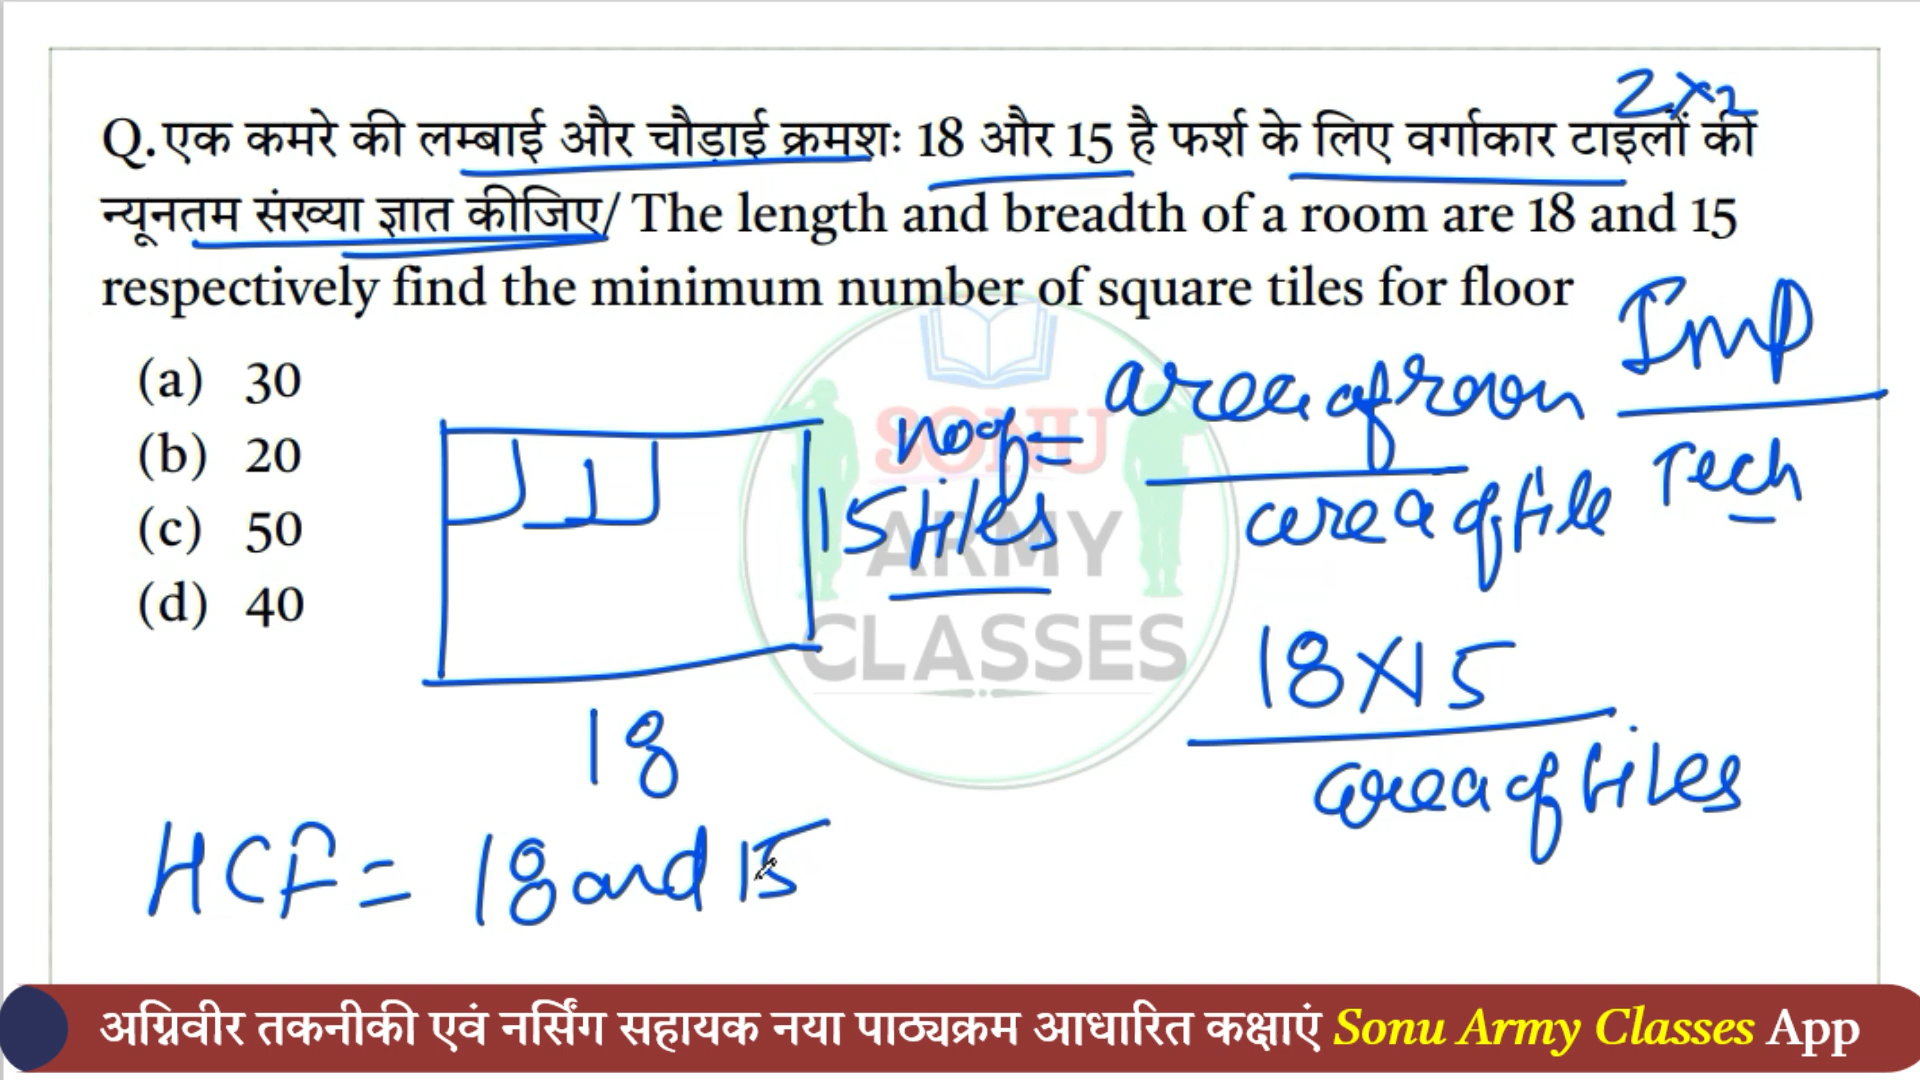 2×2
Q.एक कमरे की लम्बाई और चौड़ाई क्रमशः 18 और 15 है फर्श के लिए वर्गाकार टाइलों की
न्यूनतम संख्या ज्ञात कीजिए/ The length and breadth of a room are 18 and 15
respectively find the minimum number of square tiles for floor
Imp
Tech
(a) 30
(b) 20
(c) 50
(d) 40
15
18
no of tiles =
area of room
area of tile
18×15
area of tiles
HCF = 18 and 15
SONU
ARMY
CLASSES
अग्निवीर तकनीकी एवं नर्सिंग सहायक नया पाठ्यक्रम आधारित कक्षाएं Sonu Army Classes App